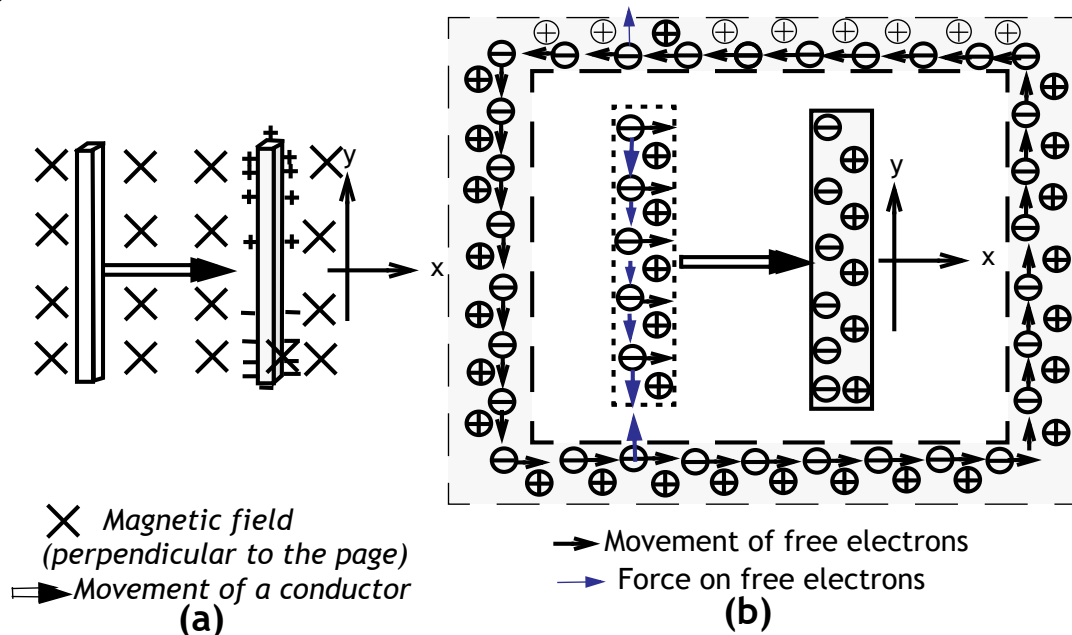 y
x
y
x
Magnetic field
(perpendicular to the page)
Movement of a conductor
(a)
Movement of free electrons
Force on free electrons
(b)